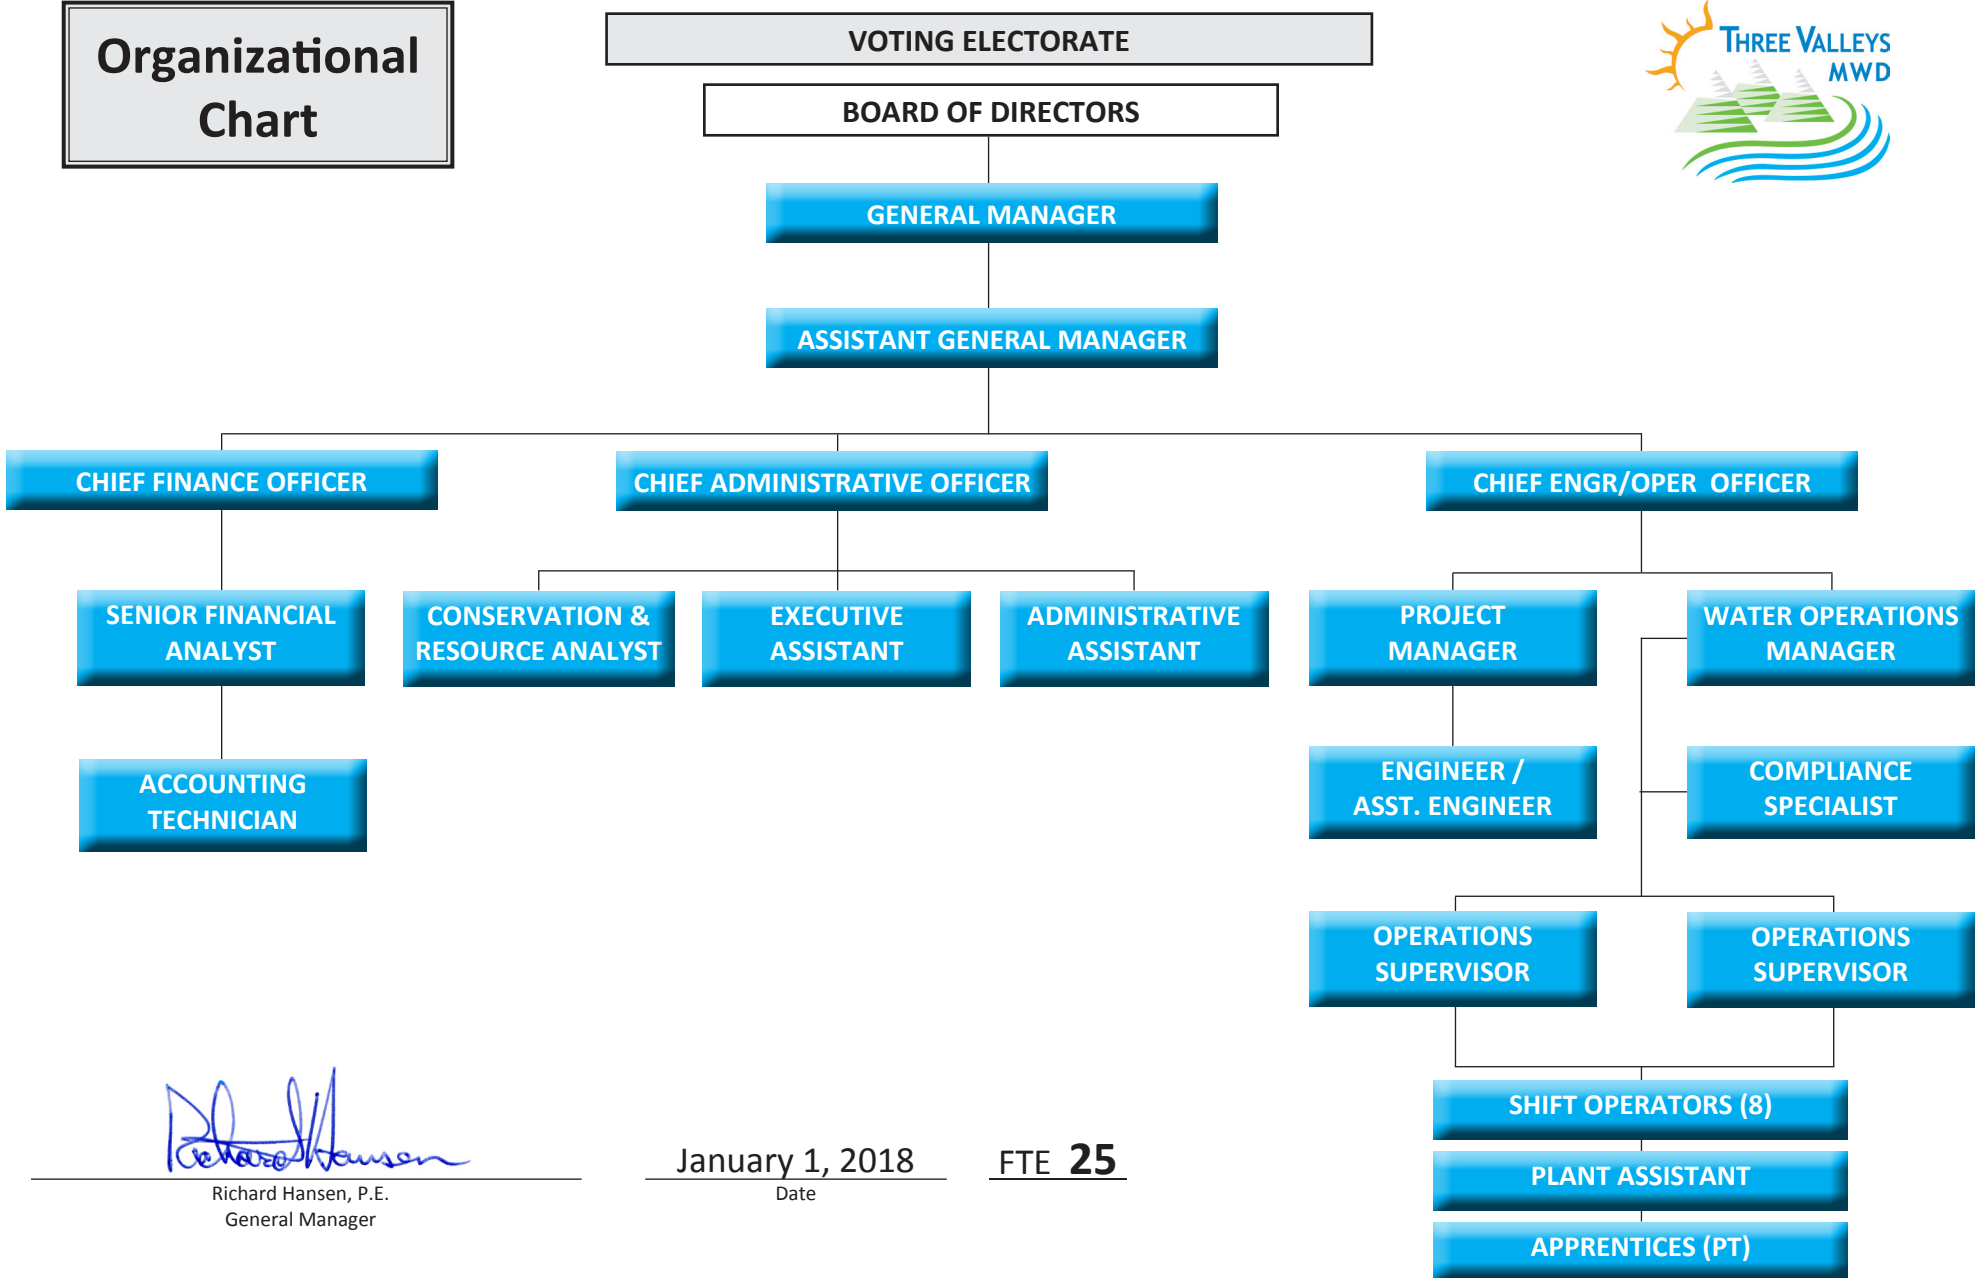 Organizational
Chart
VOTING ELECTORATE
BOARD OF DIRECTORS
THREE VALLEYS
MWD
GENERAL MANAGER
ASSISTANT GENERAL MANAGER
CHIEF FINANCE OFFICER
CHIEF ADMINISTRATIVE OFFICER
CHIEF ENGR/OPER OFFICER
SENIOR FINANCIAL
ANALYST
CONSERVATION &
RESOURCE ANALYST
EXECUTIVE
ASSISTANT
ADMINISTRATIVE
ASSISTANT
PROJECT
MANAGER
WATER OPERATIONS
MANAGER
ACCOUNTING
TECHNICIAN
ENGINEER /
ASST. ENGINEER
COMPLIANCE
SPECIALIST
OPERATIONS
SUPERVISOR
OPERATIONS
SUPERVISOR
SHIFT OPERATORS (8)
PLANT ASSISTANT
APPRENTICES (PT)
Richard Hansen
Richard Hansen, P.E.
General Manager
January 1, 2018
Date
FTE 25